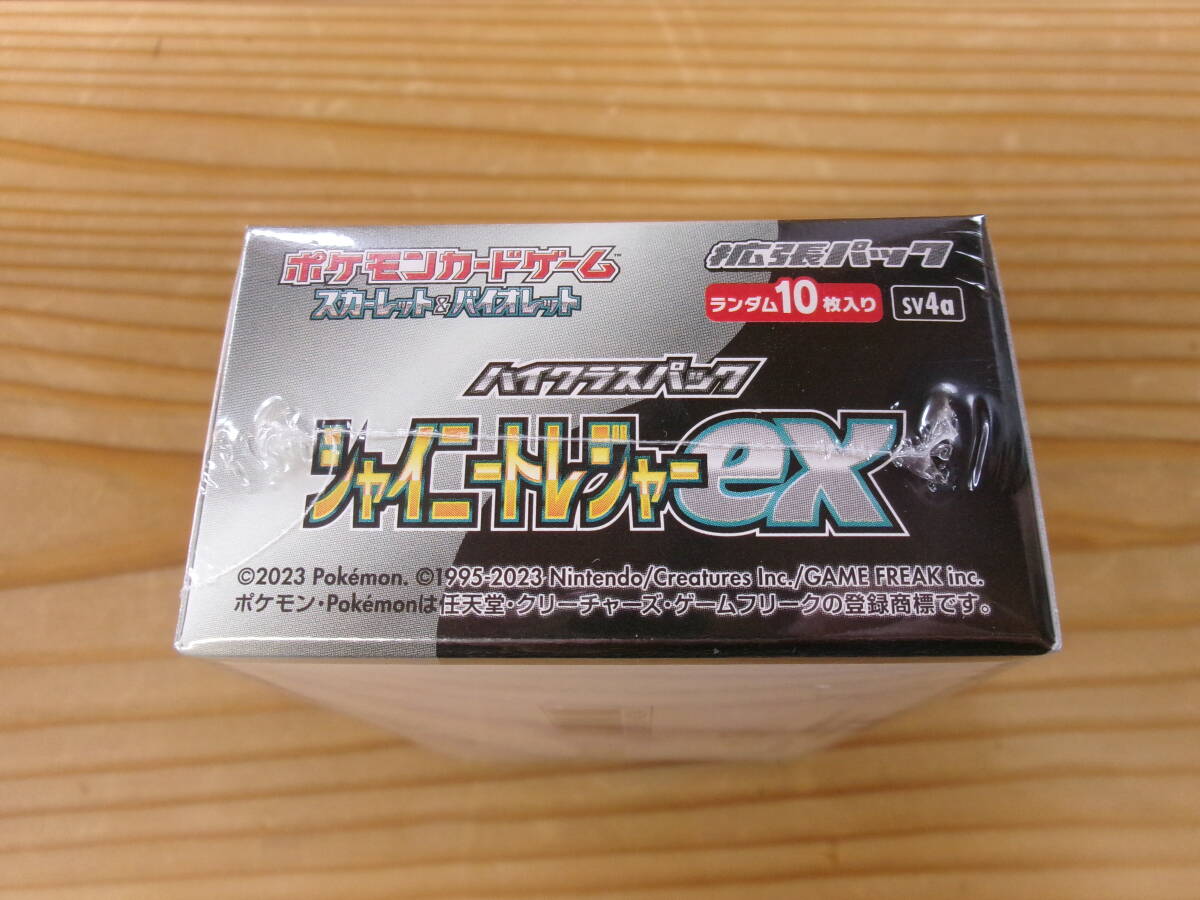 ポケモンカードゲーム™
スカーレット&バイオレット
拡張パック
ランダム10枚入り
sv4a
ハイクラスパック
シャイニートレジャーex
©2023 Pokémon. ©1995-2023 Nintendo/Creatures Inc./GAME FREAK inc.
ポケモン・Pokémonは任天堂・クリーチャーズ・ゲームフリークの登録商標です。